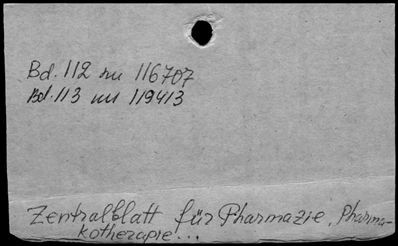 Bd. 112 nu 116707
Bd. 113 nu 119413
Zentralblatt für Pharmazie, Pharma-
kotherapie...